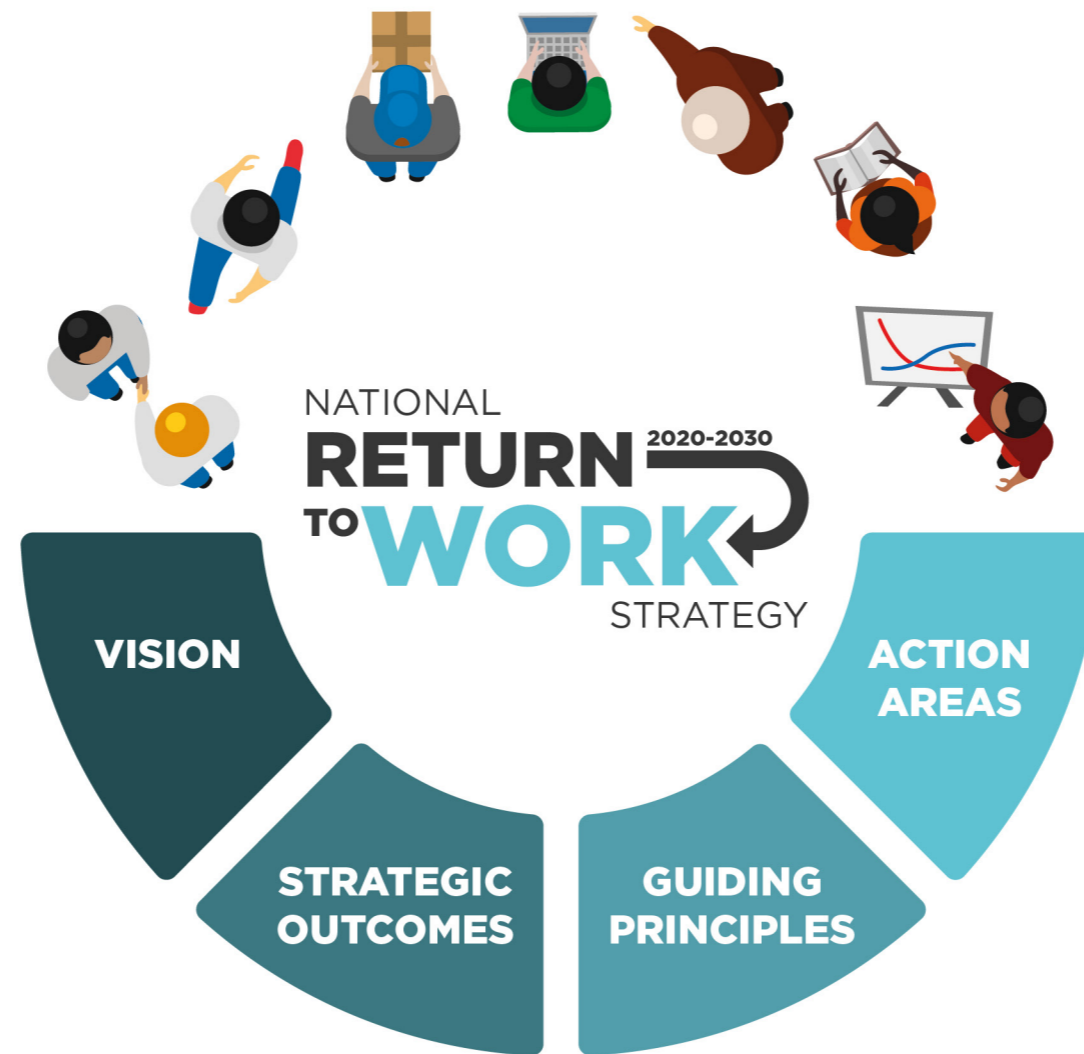 NATIONAL
RETURN 2020-2030
TO WORK
STRATEGY
VISION
STRATEGIC
OUTCOMES
GUIDING
PRINCIPLES
ACTION
AREAS